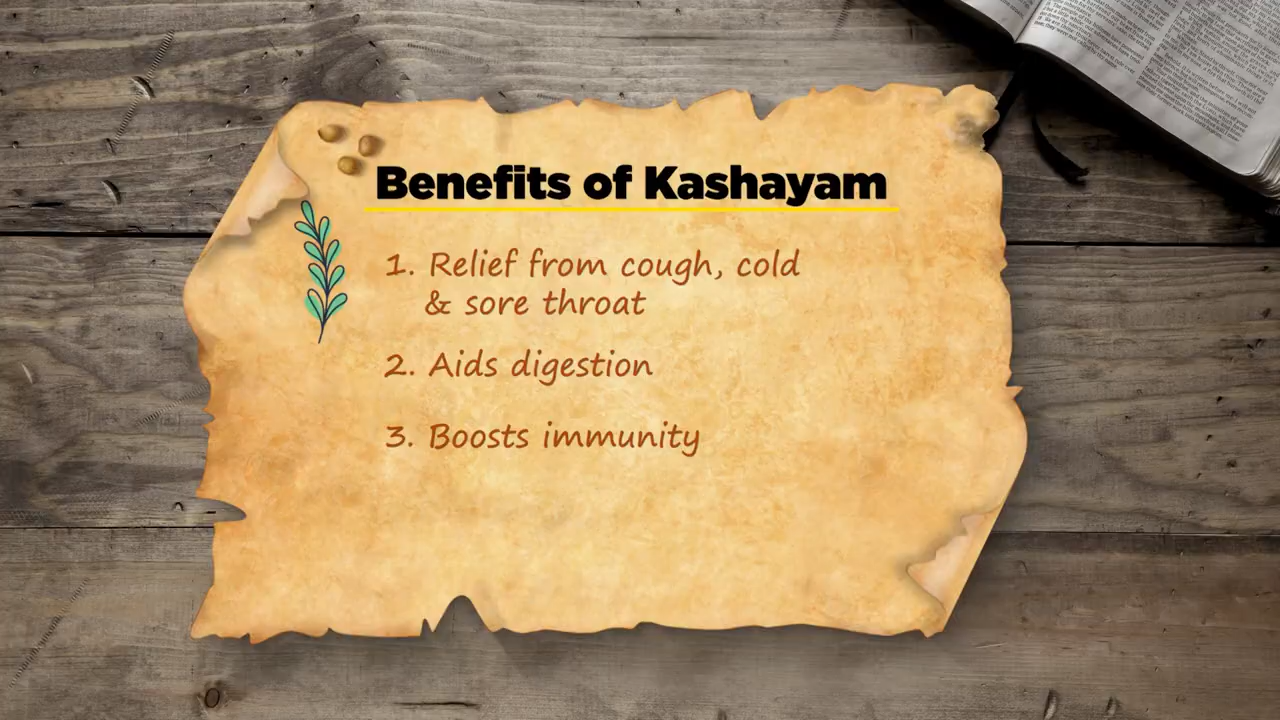 Benefits of Kashayam
1. Relief from cough, cold
& sore throat
2. Aids digestion
3. Boosts immunity